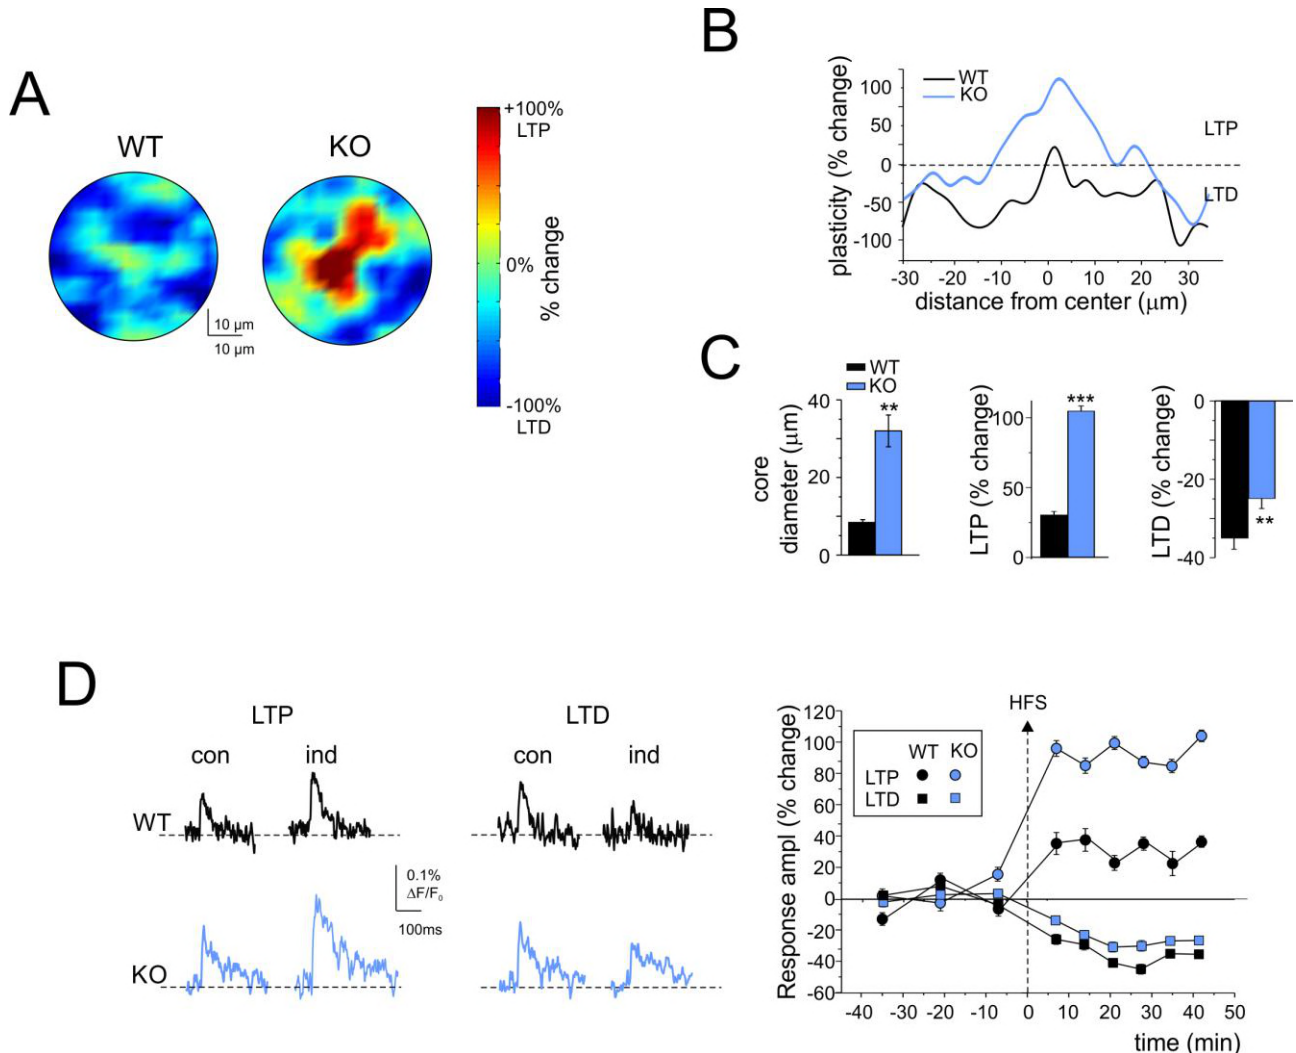 A
WT
KO
+100%
LTP
0%
% change
-100%
LTD
10 µm
10 µm
B
WT
KO
plasticity (% change)
100
50
0
-50
-100
LTP
LTD
-30 -20 -10 0 10 20 30
distance from center (µm)
C
WT
KO
core
diameter (µm)
40
20
0
**
LTP (% change)
100
50
0
***
LTD (% change)
0
-20
-40
**
D
LTP
LTD
con
ind
con
ind
WT
KO
0.1%
ΔF/F₀
100ms
HFS
Response ampl (% change)
120
100
80
60
40
20
0
-20
-40
-60
WT KO
LTP
LTD
-40 -30 -20 -10 0 10 20 30 40 50
time (min)